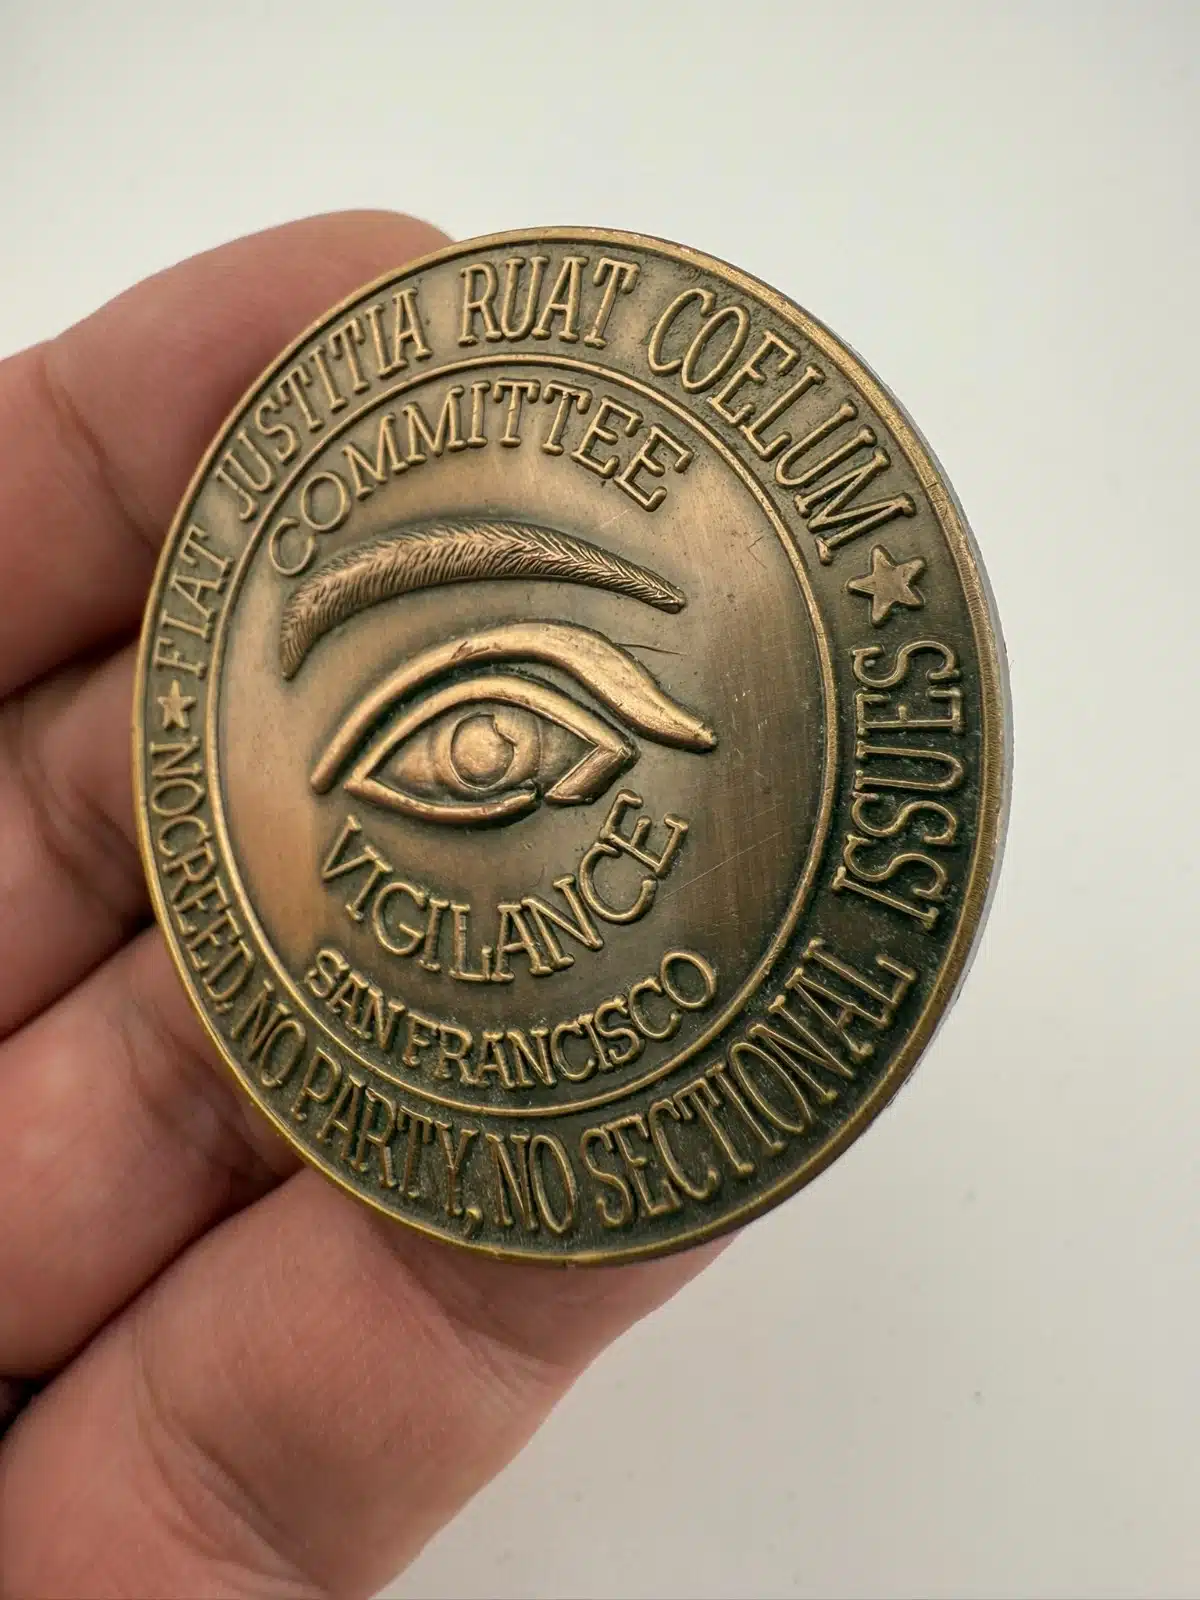 ★ FIAT JUSTITIA RUAT COELUM ★
NO CREED, NO PARTY, NO SECTIONAL ISSUES
COMMITTEE
VIGILANCE
SAN FRANCISCO